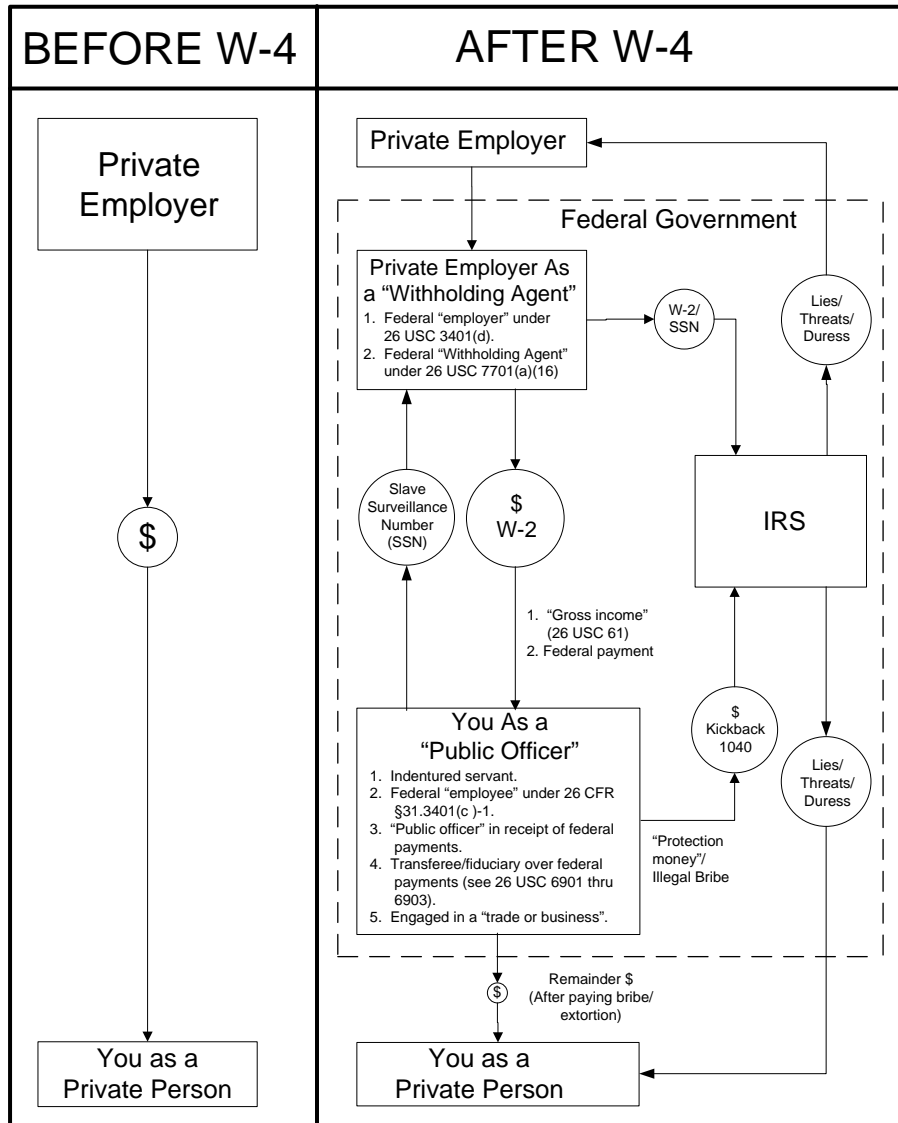 BEFORE W-4
AFTER W-4
Private
Employer
$
You as a
Private Person
Private Employer
Federal Government
Private Employer As
a “Withholding Agent”
1. Federal “employer” under
26 USC 3401(d).
2. Federal “Withholding Agent”
under 26 USC 7701(a)(16)
W-2/
SSN
Lies/
Threats/
Duress
Slave
Surveillance
Number
(SSN)
$
W-2
IRS
1. “Gross income”
(26 USC 61)
2. Federal payment
You As a
“Public Officer”
1. Indentured servant.
2. Federal “employee” under 26 CFR
§31.3401(c )-1.
3. “Public officer” in receipt of federal
payments.
4. Transferee/fiduciary over federal
payments (see 26 USC 6901 thru
6903).
5. Engaged in a “trade or business”.
$
Kickback
1040
Lies/
Threats/
Duress
“Protection
money”/
Illegal Bribe
$
Remainder $
(After paying bribe/
extortion)
You as a
Private Person